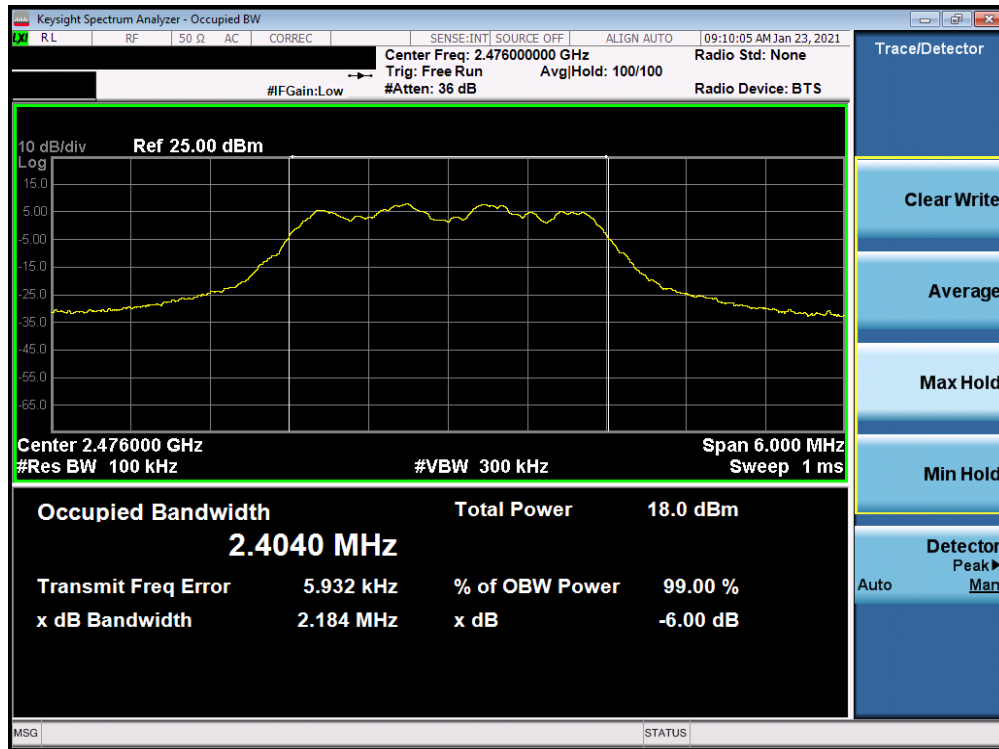 Keysight Spectrum Analyzer - Occupied BW
LXI RL RF 50 Ω AC CORREC SENSE:INT SOURCE OFF ALIGN AUTO 09:10:05 AM Jan 23, 2021
Center Freq: 2.476000000 GHz Radio Std: None
Trig: Free Run Avg|Hold: 100/100
#IFGain:Low #Atten: 36 dB Radio Device: BTS
Trace/Detector
10 dB/div Ref 25.00 dBm
Log
15.0
5.00
-5.00
-15.0
-25.0
-35.0
-45.0
-55.0
-65.0
Center 2.476000 GHz Span 6.000 MHz
#Res BW 100 kHz #VBW 300 kHz Sweep 1 ms
Occupied Bandwidth Total Power 18.0 dBm
2.4040 MHz
Transmit Freq Error 5.932 kHz % of OBW Power 99.00 %
x dB Bandwidth 2.184 MHz x dB -6.00 dB
Clear Write
Average
Max Hold
Min Hold
Detector
Peak
Auto Man
MSG STATUS